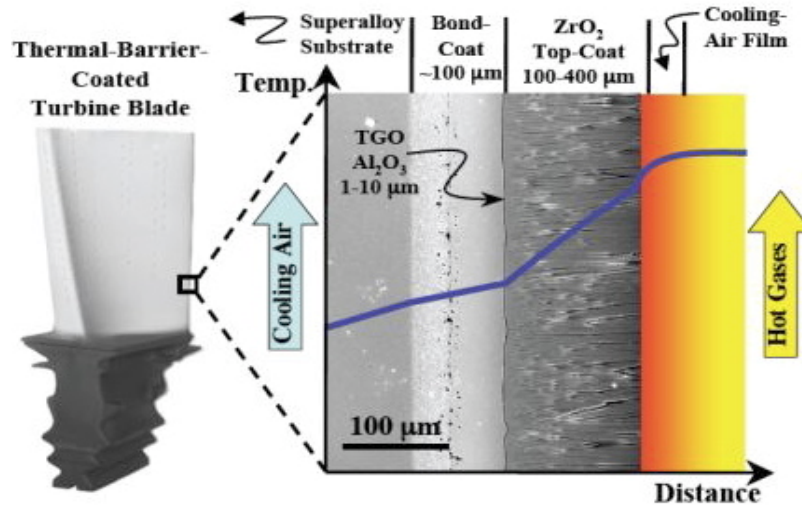 Thermal-Barrier-
Coated
Turbine Blade
Superalloy
Substrate
Bond-
Coat
~100 μm
ZrO₂
Top-Coat
100-400 μm
Cooling-
Air Film
Temp.
TGO
Al₂O₃
1-10 μm
Cooling Air
Hot Gases
100 μm
Distance